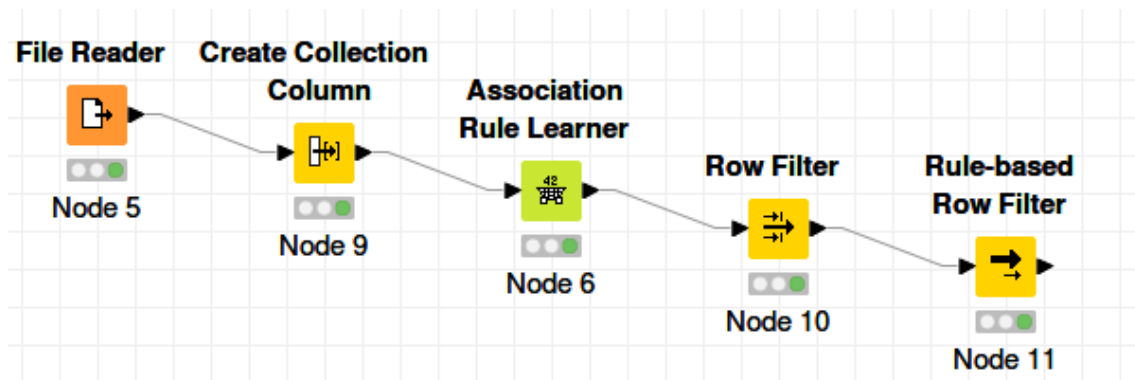 File Reader
Node 5
Create Collection
Column
Node 9
Association
Rule Learner
42
Node 6
Row Filter
Node 10
Rule-based
Row Filter
Node 11